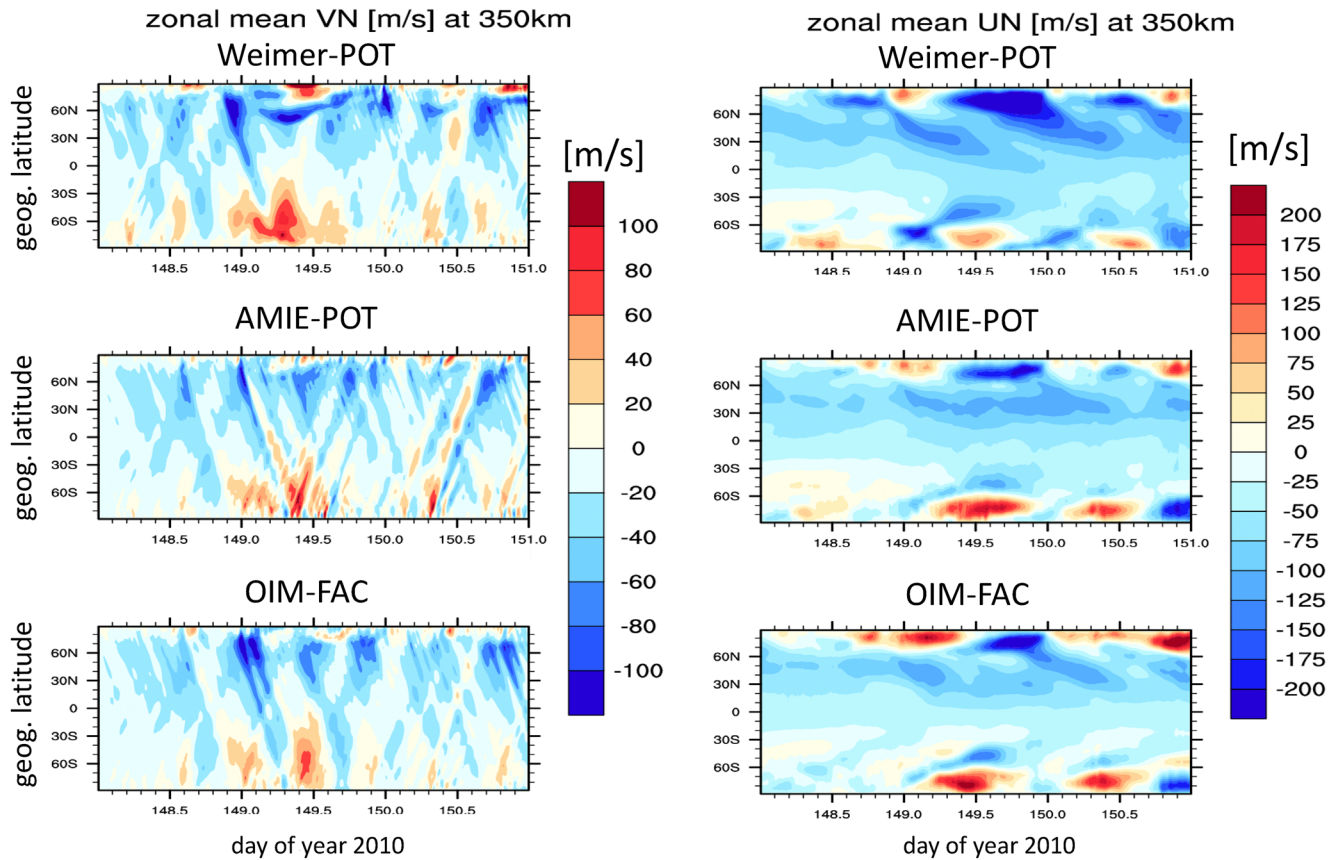 zonal mean VN [m/s] at 350km
Weimer-POT
geog. latitude
60N
30N
0
30S
60S
148.5 149.0 149.5 150.0 150.5 151.0
AMIE-POT
geog. latitude
60N
30N
0
30S
60S
148.5 149.0 149.5 150.0 150.5 151.0
OIM-FAC
geog. latitude
60N
30N
0
30S
60S
148.5 149.0 149.5 150.0 150.5 151.0
day of year 2010
[m/s]
100
80
60
40
20
0
-20
-40
-60
-80
-100
zonal mean UN [m/s] at 350km
Weimer-POT
60N
30N
0
30S
60S
148.5 149.0 149.5 150.0 150.5 151.0
AMIE-POT
60N
30N
0
30S
60S
148.5 149.0 149.5 150.0 150.5 151.0
OIM-FAC
60N
30N
0
30S
60S
148.5 149.0 149.5 150.0 150.5 151.0
day of year 2010
[m/s]
200
175
150
125
100
75
50
25
0
-25
-50
-75
-100
-125
-150
-175
-200